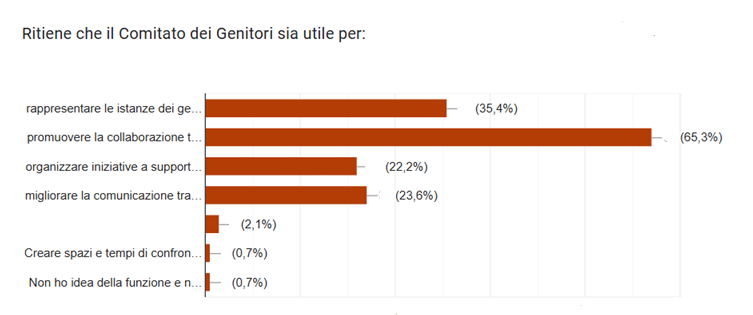 Ritiene che il Comitato dei Genitori sia utile per:
rappresentare le istanze dei ge... (35,4%)
promuovere la collaborazione t... (65,3%)
organizzare iniziative a support... (22,2%)
migliorare la comunicazione tra... (23,6%)
(2,1%)
Creare spazi e tempi di confron... (0,7%)
Non ho idea della funzione e n... (0,7%)